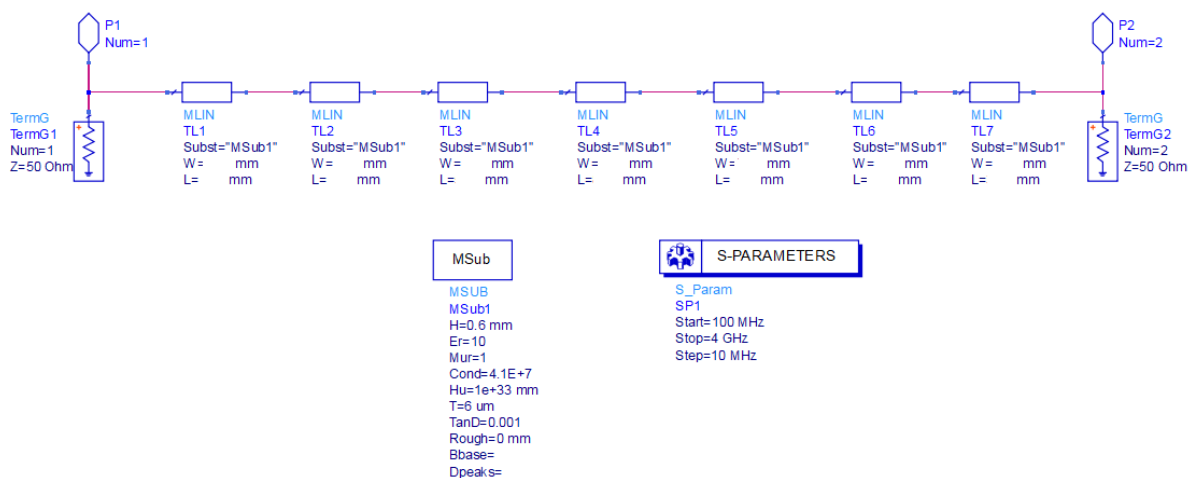 P1
Num=1
P2
Num=2
TermG
TermG1
Num=1
Z=50 Ohm
MLIN
TL1
Subst="MSub1"
W= mm
L= mm
MLIN
TL2
Subst="MSub1"
W= mm
L= mm
MLIN
TL3
Subst="MSub1"
W= mm
L= mm
MLIN
TL4
Subst="MSub1"
W= mm
L= mm
MLIN
TL5
Subst="MSub1"
W= mm
L= mm
MLIN
TL6
Subst="MSub1"
W= mm
L= mm
MLIN
TL7
Subst="MSub1"
W= mm
L= mm
TermG
TermG2
Num=2
Z=50 Ohm
MSub
MSUB
MSub1
H=0.6 mm
Er=10
Mur=1
Cond=4.1E+7
Hu=1e+33 mm
T=6 um
TanD=0.001
Rough=0 mm
Bbase=
Dpeaks=
S-PARAMETERS
S_Param
SP1
Start=100 MHz
Stop=4 GHz
Step=10 MHz